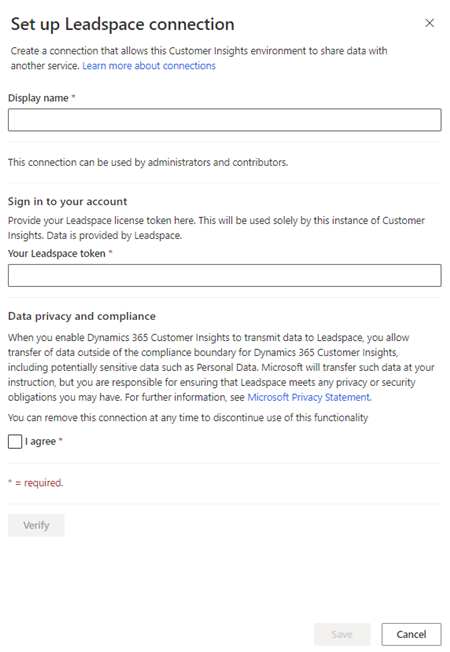 Set up Leadspace connection
Create a connection that allows this Customer Insights environment to share data with
another service. Learn more about connections
Display name *
This connection can be used by administrators and contributors.
Sign in to your account
Provide your Leadspace license token here. This will be used solely by this instance of Customer
Insights. Data is provided by Leadspace.
Your Leadspace token *
Data privacy and compliance
When you enable Dynamics 365 Customer Insights to transmit data to Leadspace, you allow
transfer of data outside of the compliance boundary for Dynamics 365 Customer Insights,
including potentially sensitive data such as Personal Data. Microsoft will transfer such data at your
instruction, but you are responsible for ensuring that Leadspace meets any privacy or security
obligations you may have. For further information, see Microsoft Privacy Statement.
You can remove this connection at any time to discontinue use of this functionality
I agree *
* = required.
Verify
Save Cancel